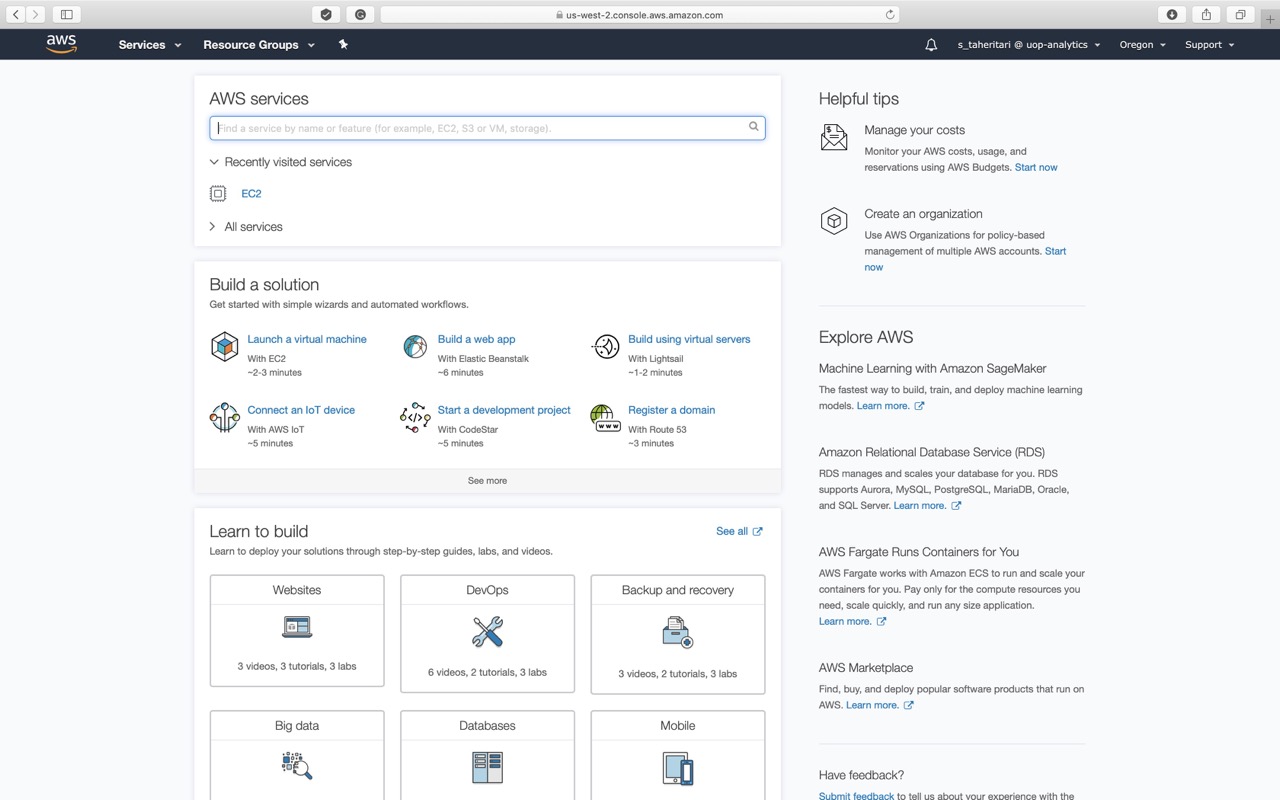 us-west-2.console.aws.amazon.com
aws
Services
Resource Groups
s_taheritari @ uop-analytics
Oregon
Support
AWS services
Find a service by name or feature (for example, EC2, S3 or VM, storage).
Recently visited services
EC2
All services
Build a solution
Get started with simple wizards and automated workflows.
Launch a virtual machine
With EC2
~2-3 minutes
Build a web app
With Elastic Beanstalk
~6 minutes
Build using virtual servers
With Lightsail
~1-2 minutes
Connect an IoT device
With AWS IoT
~5 minutes
Start a development project
With CodeStar
~5 minutes
Register a domain
With Route 53
~3 minutes
See more
Learn to build
See all
Learn to deploy your solutions through step-by-step guides, labs, and videos.
Websites
3 videos, 3 tutorials, 3 labs
DevOps
6 videos, 2 tutorials, 3 labs
Backup and recovery
3 videos, 2 tutorials, 3 labs
Big data
Databases
Mobile
Helpful tips
Manage your costs
Monitor your AWS costs, usage, and
reservations using AWS Budgets. Start now
Create an organization
Use AWS Organizations for policy-based
management of multiple AWS accounts. Start
now
Explore AWS
Machine Learning with Amazon SageMaker
The fastest way to build, train, and deploy machine learning
models. Learn more.
Amazon Relational Database Service (RDS)
RDS manages and scales your database for you. RDS
supports Aurora, MySQL, PostgreSQL, MariaDB, Oracle,
and SQL Server. Learn more.
AWS Fargate Runs Containers for You
AWS Fargate works with Amazon ECS to run and scale your
containers for you. Pay only for the compute resources you
need, scale quickly, and run any size application.
Learn more.
AWS Marketplace
Find, buy, and deploy popular software products that run on
AWS. Learn more.
Have feedback?
Submit feedback to tell us about your experience with the